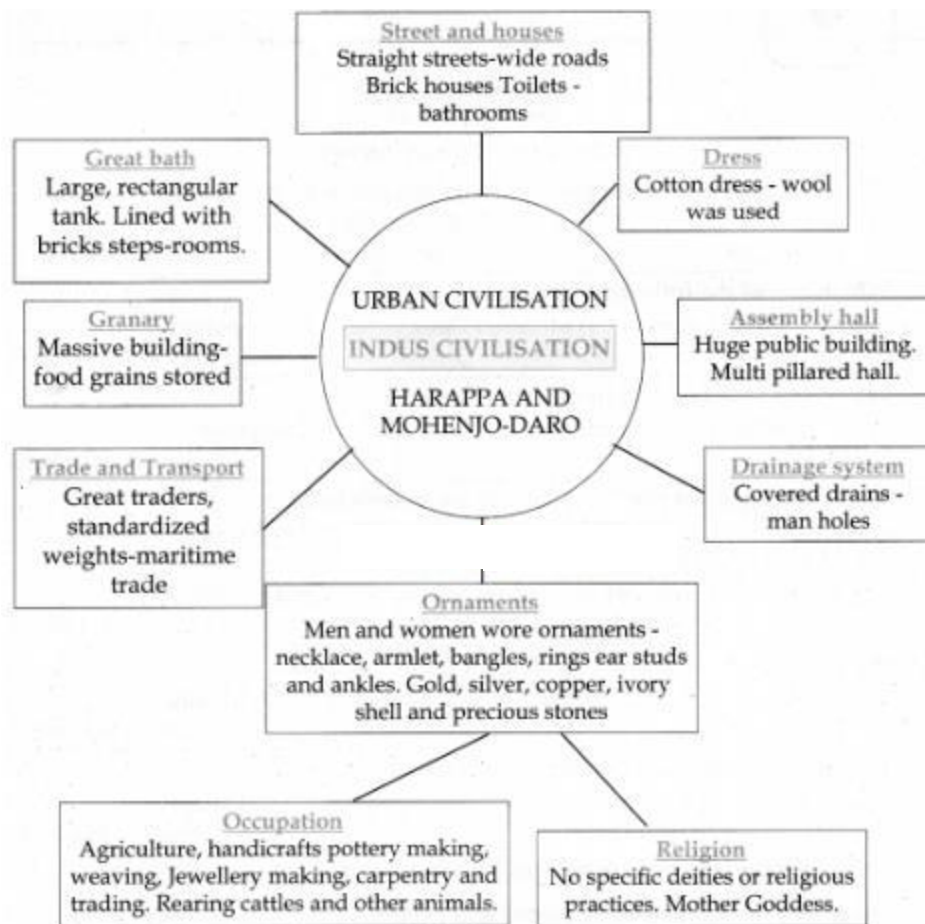 Street and houses
Straight streets-wide roads
Brick houses Toilets -
bathrooms
Great bath
Large, rectangular
tank. Lined with
bricks steps-rooms.
Dress
Cotton dress - wool
was used
URBAN CIVILISATION
INDUS CIVILISATION
HARAPPA AND
MOHENJO-DARO
Granary
Massive building-
food grains stored
Assembly hall
Huge public building.
Multi pillared hall.
Trade and Transport
Great traders,
standardized
weights-maritime
trade
Drainage system
Covered drains -
man holes
Ornaments
Men and women wore ornaments -
necklace, armlet, bangles, rings ear studs
and ankles. Gold, silver, copper, ivory
shell and precious stones
Occupation
Agriculture, handicrafts pottery making,
weaving, Jewellery making, carpentry and
trading. Rearing cattles and other animals.
Religion
No specific deities or religious
practices. Mother Goddess.